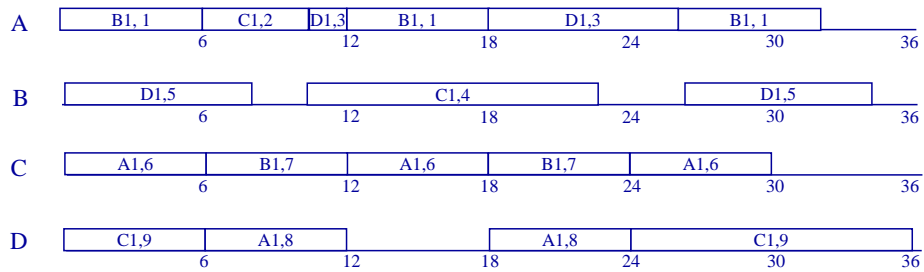 A B1, 1 C1,2 D1,3 B1, 1 D1,3 B1, 1
6 12 18 24 30 36
B D1,5 C1,4 D1,5
6 12 18 24 30 36
C A1,6 B1,7 A1,6 B1,7 A1,6
6 12 18 24 30 36
D C1,9 A1,8 A1,8 C1,9
6 12 18 24 30 36